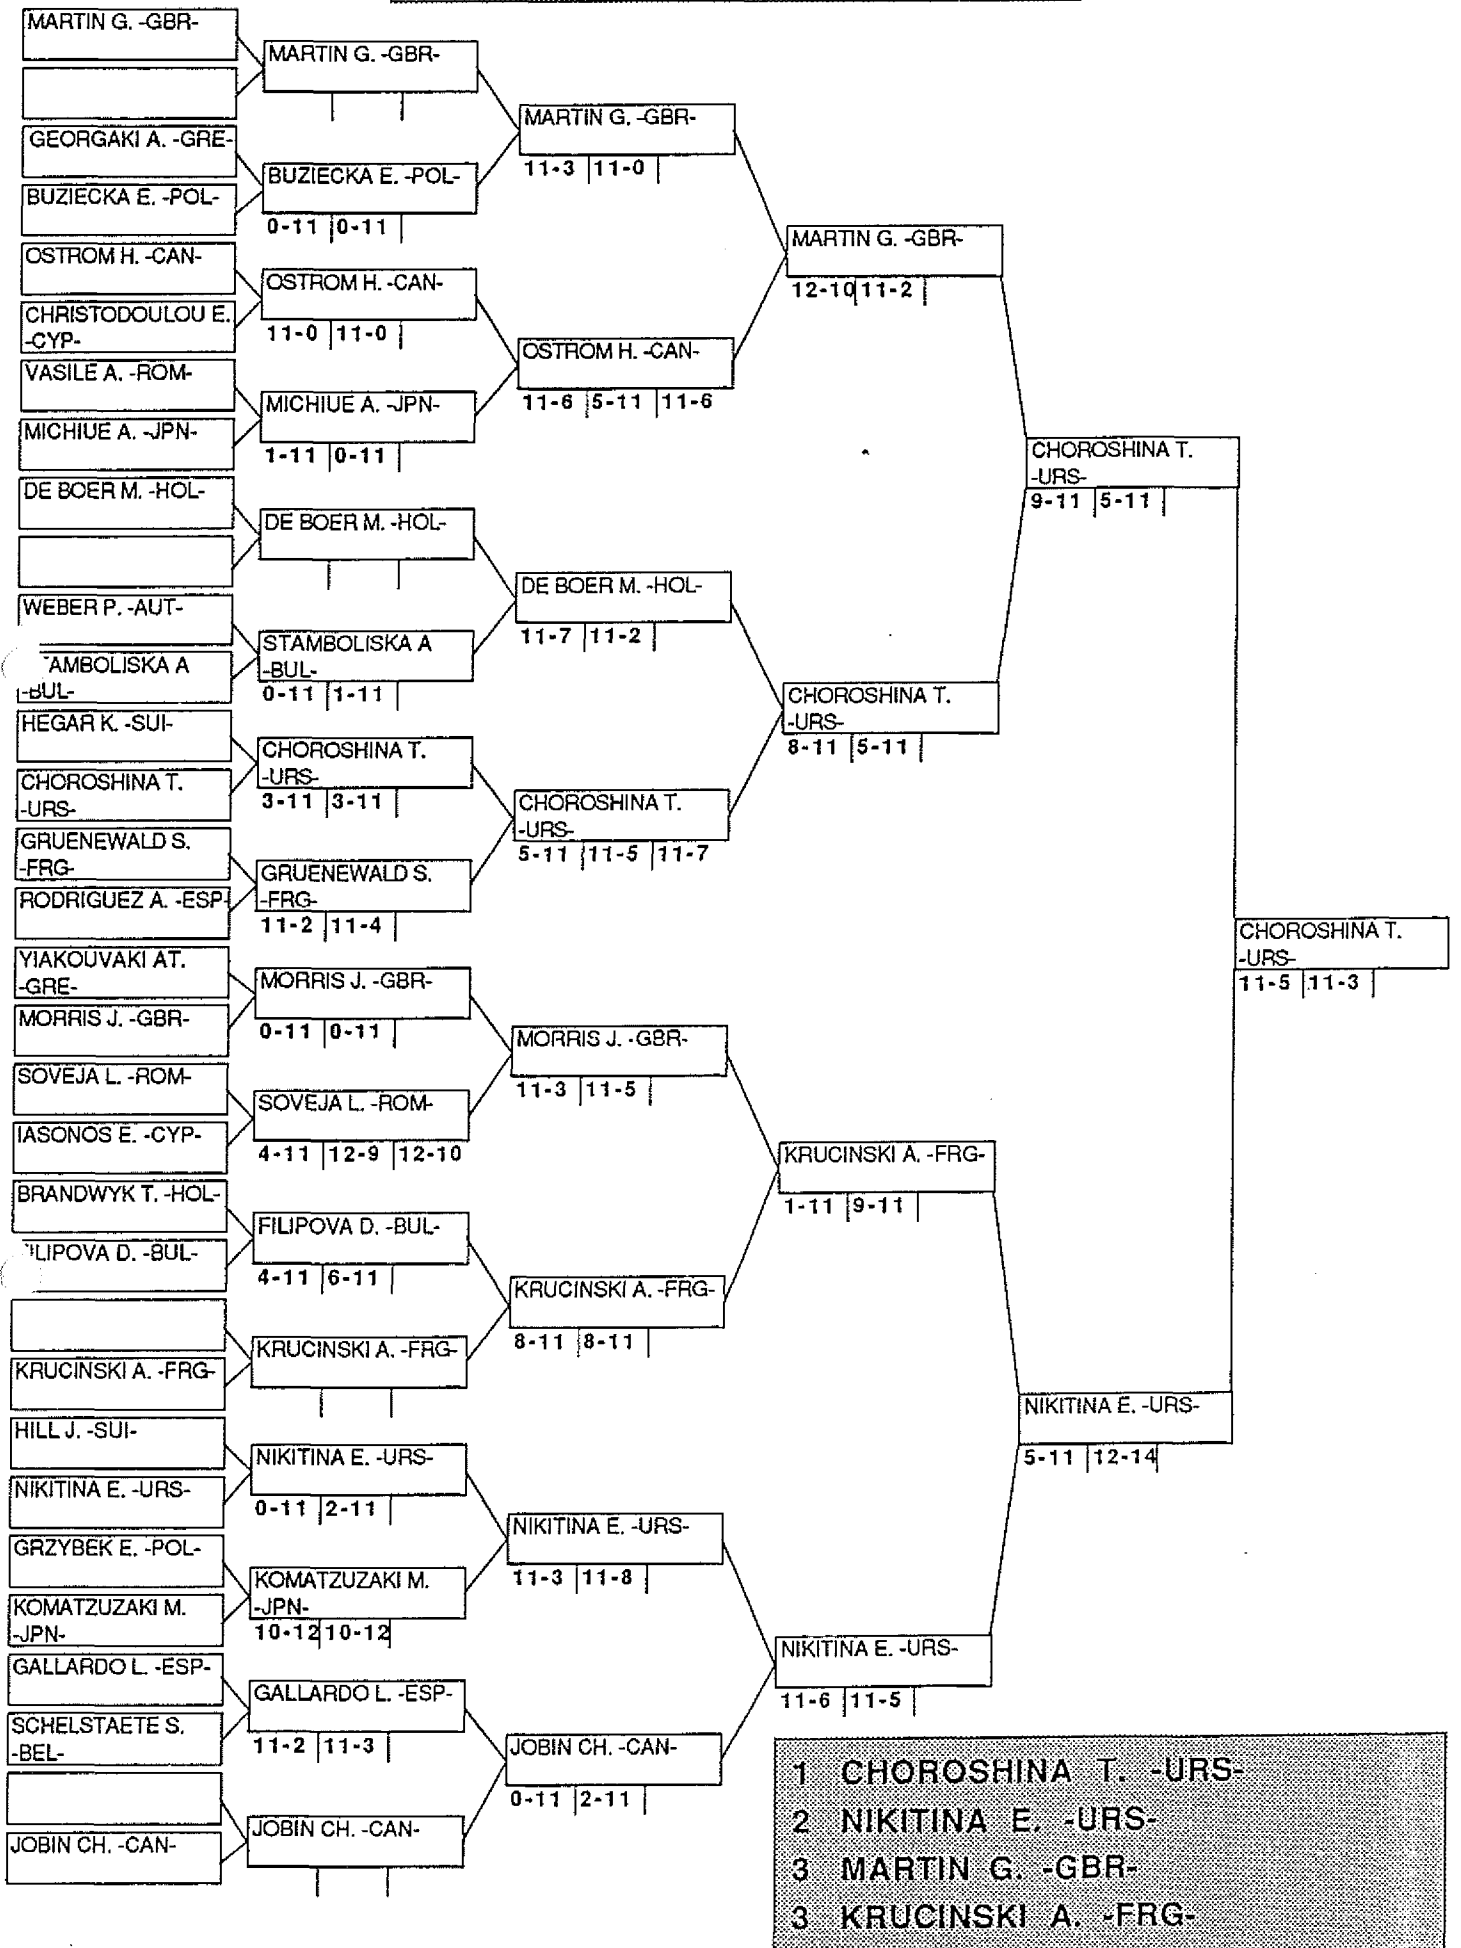 MARTIN G. -GBR-
GEORGAKI A. -GRE-
BUZIECKA E. -POL-
OSTROM H. -CAN-
CHRISTODOULOU E.
-CYP-
VASILE A. -ROM-
MICHIUE A. -JPN-
DE BOER M. -HOL-
WEBER P. -AUT-
TAMBOLISKA A
-BUL-
HEGAR K. -SUI-
CHOROSHINA T.
-URS-
GRUENEWALD S.
-FRG-
RODRIGUEZ A. -ESP-
YIAKOUVAKI AT.
-GRE-
MORRIS J. -GBR-
SOVEJA L. -ROM-
IASONOS E. -CYP-
BRANDWYK T. -HOL-
ILIPOVA D. -BUL-
KRUCINSKI A. -FRG-
HILL J. -SUI-
NIKITINA E. -URS-
GRZYBEK E. -POL-
KOMATZUZAKI M.
-JPN-
GALLARDO L. -ESP-
SCHELSTAETE S.
-BEL-
JOBIN CH. -CAN-
MARTIN G. -GBR-
BUZIECKA E. -POL-
0-11 0-11
OSTROM H. -CAN-
11-0 11-0
MICHIUE A. -JPN-
1-11 0-11
DE BOER M. -HOL-
STAMBOLISKA A
-BUL-
0-11 1-11
CHOROSHINA T.
-URS-
3-11 3-11
GRUENEWALD S.
-FRG-
11-2 11-4
MORRIS J. -GBR-
0-11 0-11
SOVEJA L. -ROM-
4-11 12-9 12-10
FILIPOVA D. -BUL-
4-11 6-11
KRUCINSKI A. -FRG-
NIKITINA E. -URS-
0-11 2-11
KOMATZUZAKI M.
-JPN-
10-12 10-12
GALLARDO L. -ESP-
11-2 11-3
JOBIN CH. -CAN-
MARTIN G. -GBR-
11-3 11-0
OSTROM H. -CAN-
11-6 5-11 11-6
DE BOER M. -HOL-
11-7 11-2
CHOROSHINA T.
-URS-
5-11 11-5 11-7
MORRIS J. -GBR-
11-3 11-5
KRUCINSKI A. -FRG-
8-11 8-11
NIKITINA E. -URS-
11-3 11-8
JOBIN CH. -CAN-
0-11 2-11
MARTIN G. -GBR-
12-10 11-2
CHOROSHINA T.
-URS-
8-11 5-11
KRUCINSKI A. -FRG-
1-11 9-11
NIKITINA E. -URS-
11-6 11-5
CHOROSHINA T.
-URS-
9-11 5-11
NIKITINA E. -URS-
5-11 12-14
CHOROSHINA T.
-URS-
11-5 11-3
1 CHOROSHINA T. -URS-
2 NIKITINA E. -URS-
3 MARTIN G. -GBR-
3 KRUCINSKI A. -FRG-